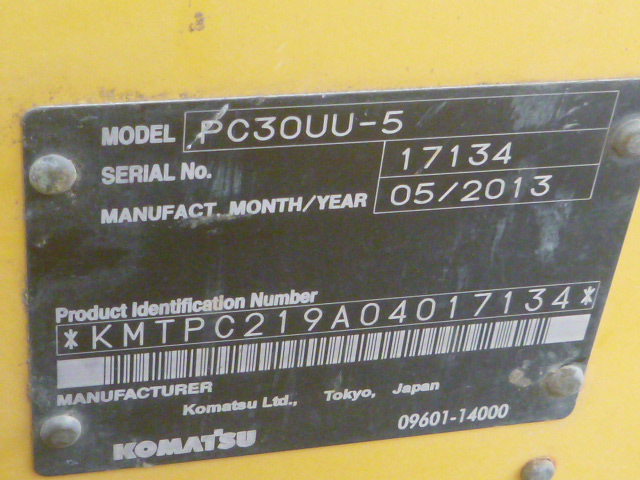 MODEL PC30UU-5
SERIAL No. 17134
MANUFACT. MONTH/YEAR 05/2013
Product Identification Number
*KMTPC219A04017134*
MANUFACTURER
Komatsu Ltd., Tokyo, Japan
KOMATSU 09601-14000